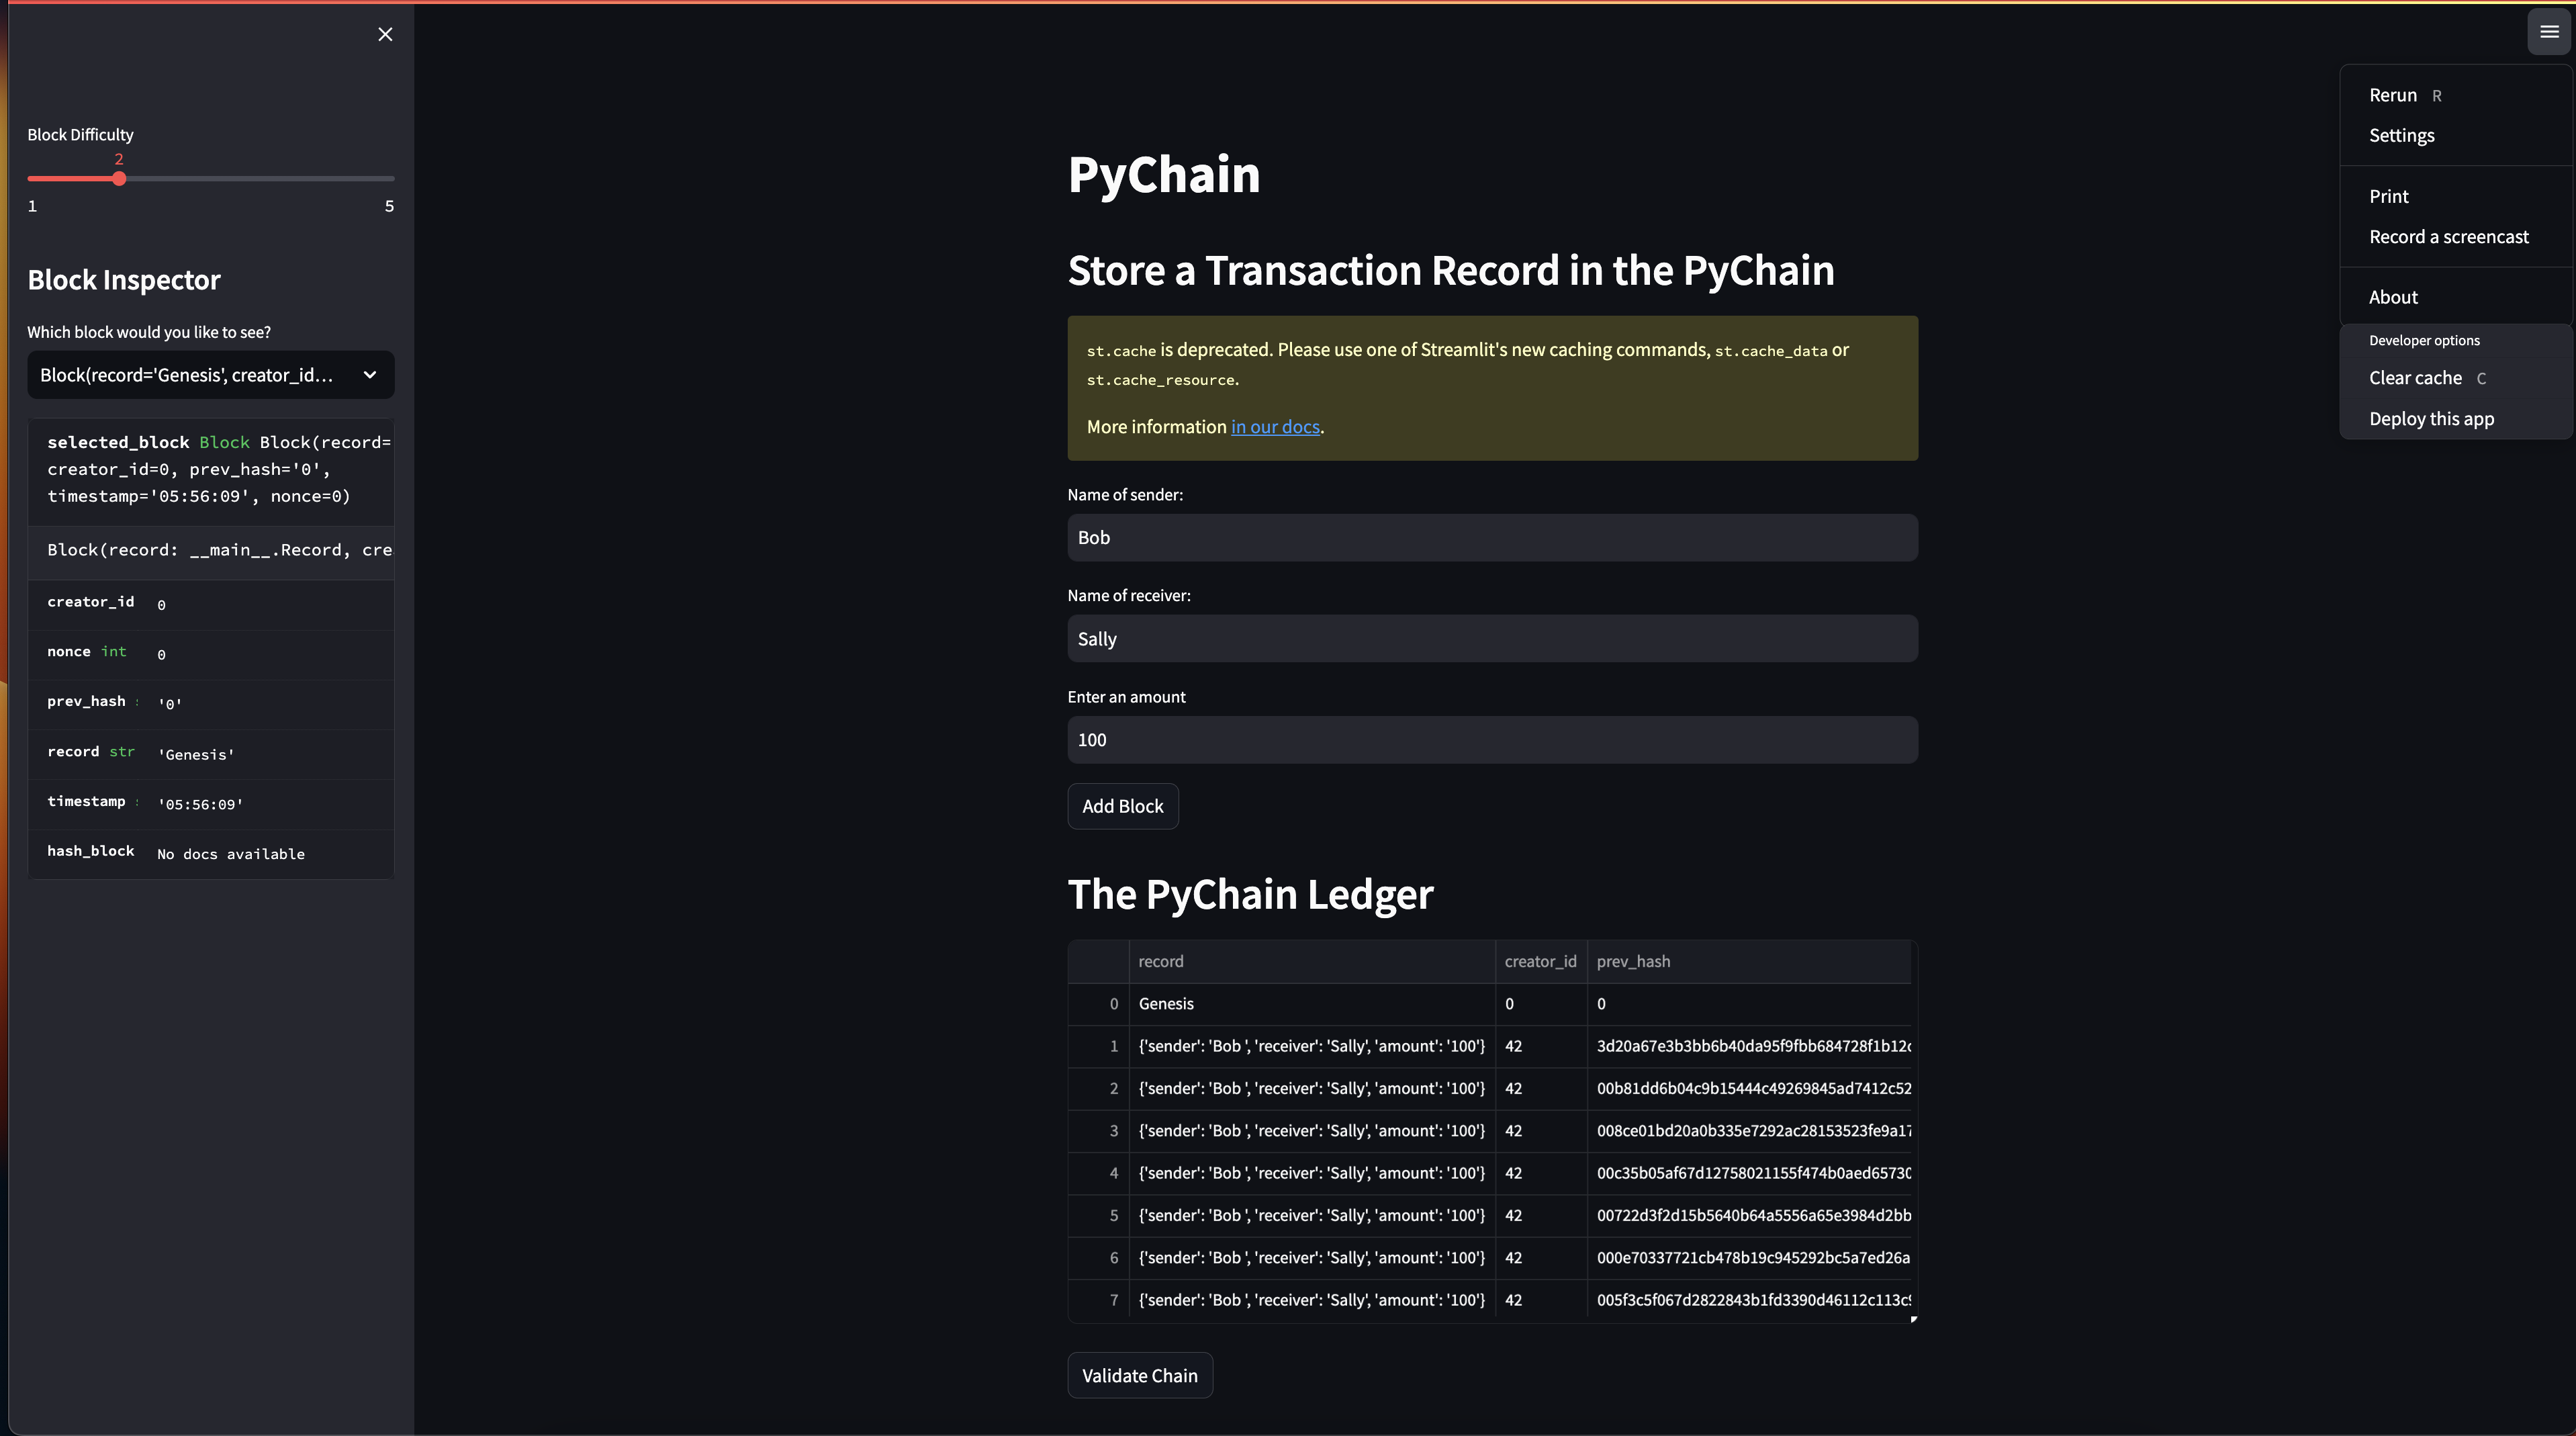 Block Difficulty
2
1 5
Block Inspector
Which block would you like to see?
Block(record='Genesis', creator_id...
selected_block Block Block(record=
creator_id=0, prev_hash='0',
timestamp='05:56:09', nonce=0)
Block(record: __main__.Record, cre
creator_id 0
nonce int 0
prev_hash '0'
record str 'Genesis'
timestamp '05:56:09'
hash_block No docs available
PyChain
Store a Transaction Record in the PyChain
st.cache is deprecated. Please use one of Streamlit's new caching commands, st.cache_data or
st.cache_resource.
More information in our docs.
Name of sender:
Bob
Name of receiver:
Sally
Enter an amount
100
Add Block
The PyChain Ledger
record creator_id prev_hash
0 Genesis 0 0
1 {'sender': 'Bob ', 'receiver': 'Sally', 'amount': '100'} 42 3d20a67e3b3bb6b40da95f9fbb684728f1b12c
2 {'sender': 'Bob ', 'receiver': 'Sally', 'amount': '100'} 42 00b81dd6b04c9b15444c49269845ad7412c52
3 {'sender': 'Bob ', 'receiver': 'Sally', 'amount': '100'} 42 008ce01bd20a0b335e7292ac28153523fe9a17
4 {'sender': 'Bob ', 'receiver': 'Sally', 'amount': '100'} 42 00c35b05af67d12758021155f474b0aed65730
5 {'sender': 'Bob ', 'receiver': 'Sally', 'amount': '100'} 42 00722d3f2d15b5640b64a5556a65e3984d2bb
6 {'sender': 'Bob ', 'receiver': 'Sally', 'amount': '100'} 42 000e70337721cb478b19c945292bc5a7ed26a
7 {'sender': 'Bob ', 'receiver': 'Sally', 'amount': '100'} 42 005f3c5f067d2822843b1fd3390d46112c113c9
Validate Chain
Rerun R
Settings
Print
Record a screencast
About
Developer options
Clear cache C
Deploy this app